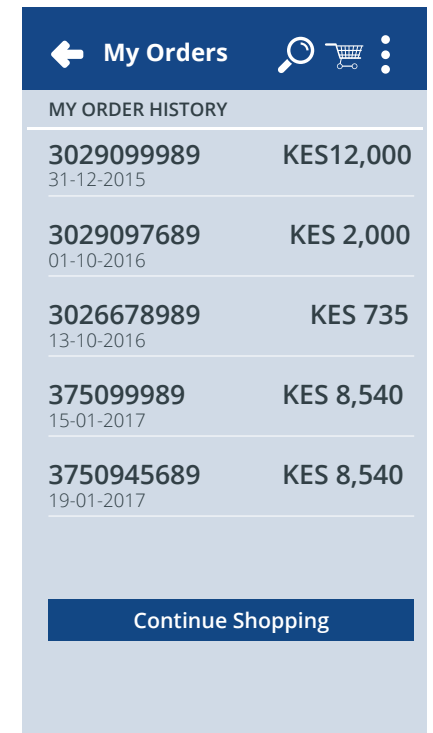 My Orders
MY ORDER HISTORY
3029099989 KES12,000
31-12-2015
3029097689 KES 2,000
01-10-2016
3026678989 KES 735
13-10-2016
375099989 KES 8,540
15-01-2017
3750945689 KES 8,540
19-01-2017
Continue Shopping